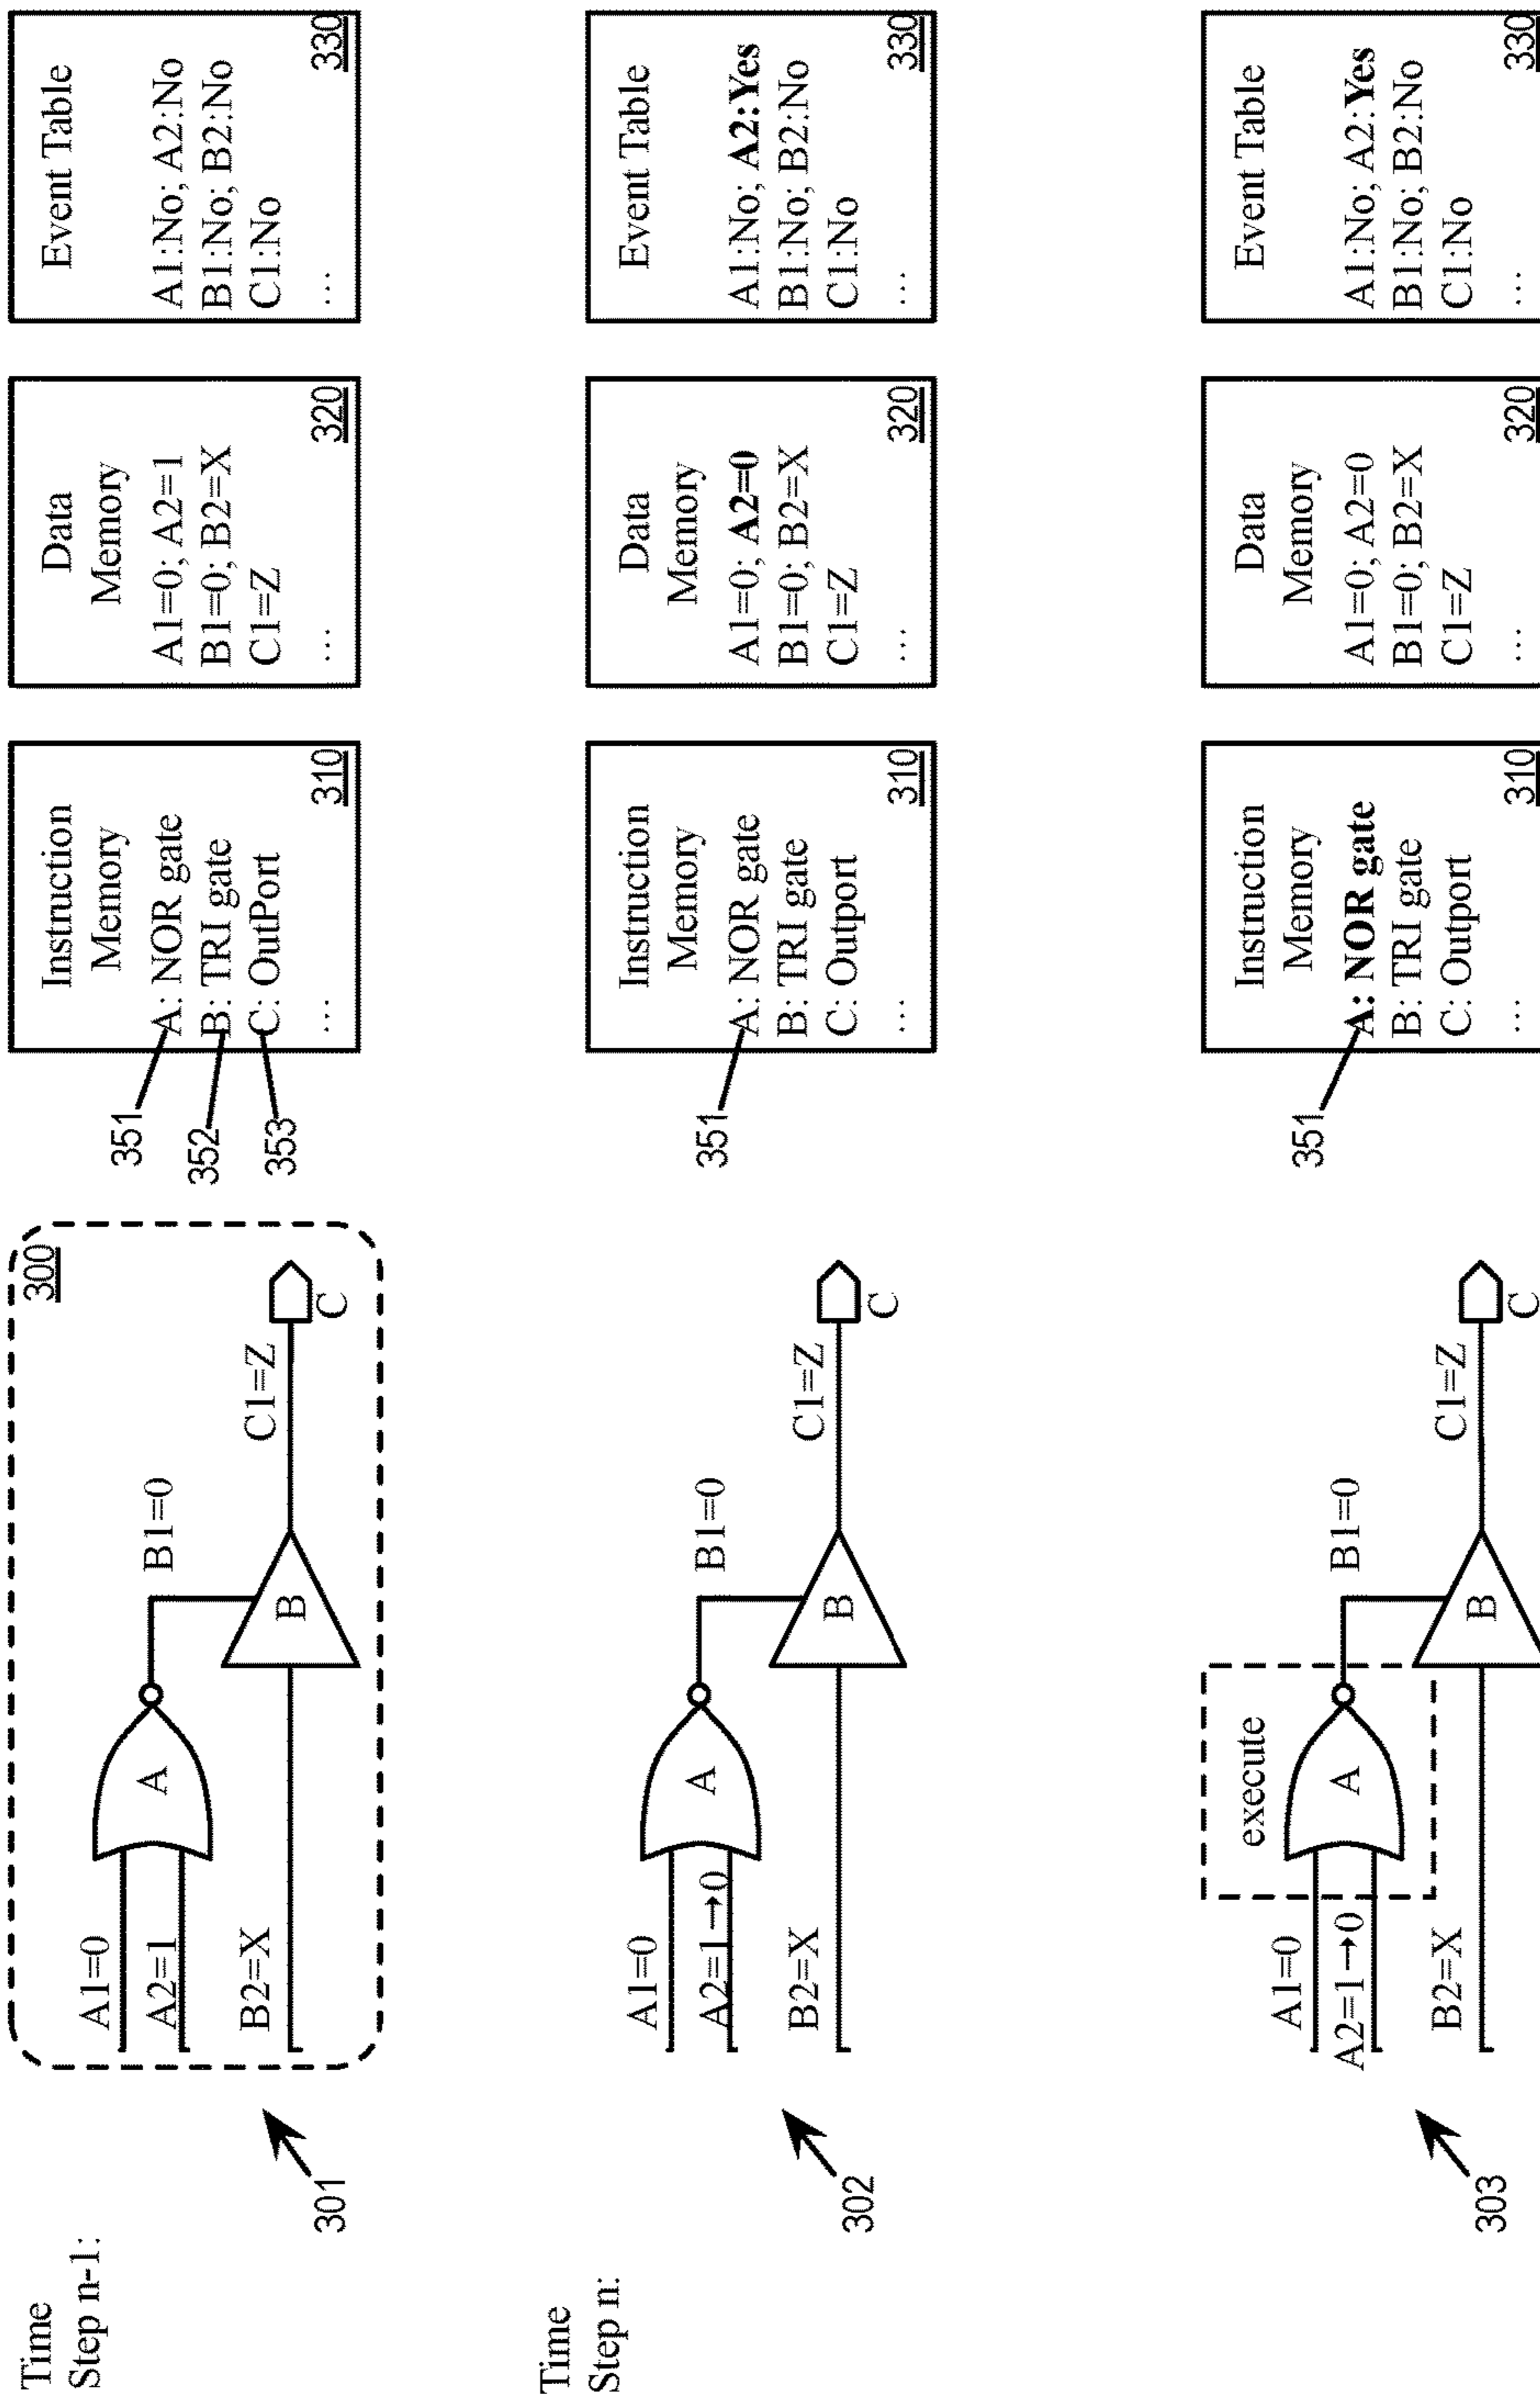 Time
Step n-1:
301
300
A1=0
A2=1
B2=X
A
B1=0
B
C1=Z
C
351
352
353
Instruction
Memory
A: NOR gate
B: TRI gate
C: OutPort
...
310
Data
Memory
A1=0; A2=1
B1=0; B2=X
C1=Z
...
320
Event Table
A1:No; A2:No
B1:No; B2:No
C1:No
...
330
Time
Step n:
302
A1=0
A2=1→0
B2=X
A
B1=0
B
C1=Z
C
351
Instruction
Memory
A: NOR gate
B: TRI gate
C: Outport
...
310
Data
Memory
A1=0; A2=0
B1=0; B2=X
C1=Z
...
320
Event Table
A1:No; A2:Yes
B1:No; B2:No
C1:No
...
330
303
execute
A1=0
A2=1→0
B2=X
A
B1=0
B
C1=Z
C
351
Instruction
Memory
A: NOR gate
B: TRI gate
C: Outport
...
310
Data
Memory
A1=0; A2=0
B1=0; B2=X
C1=Z
...
320
Event Table
A1:No; A2:Yes
B1:No; B2:No
C1:No
...
330